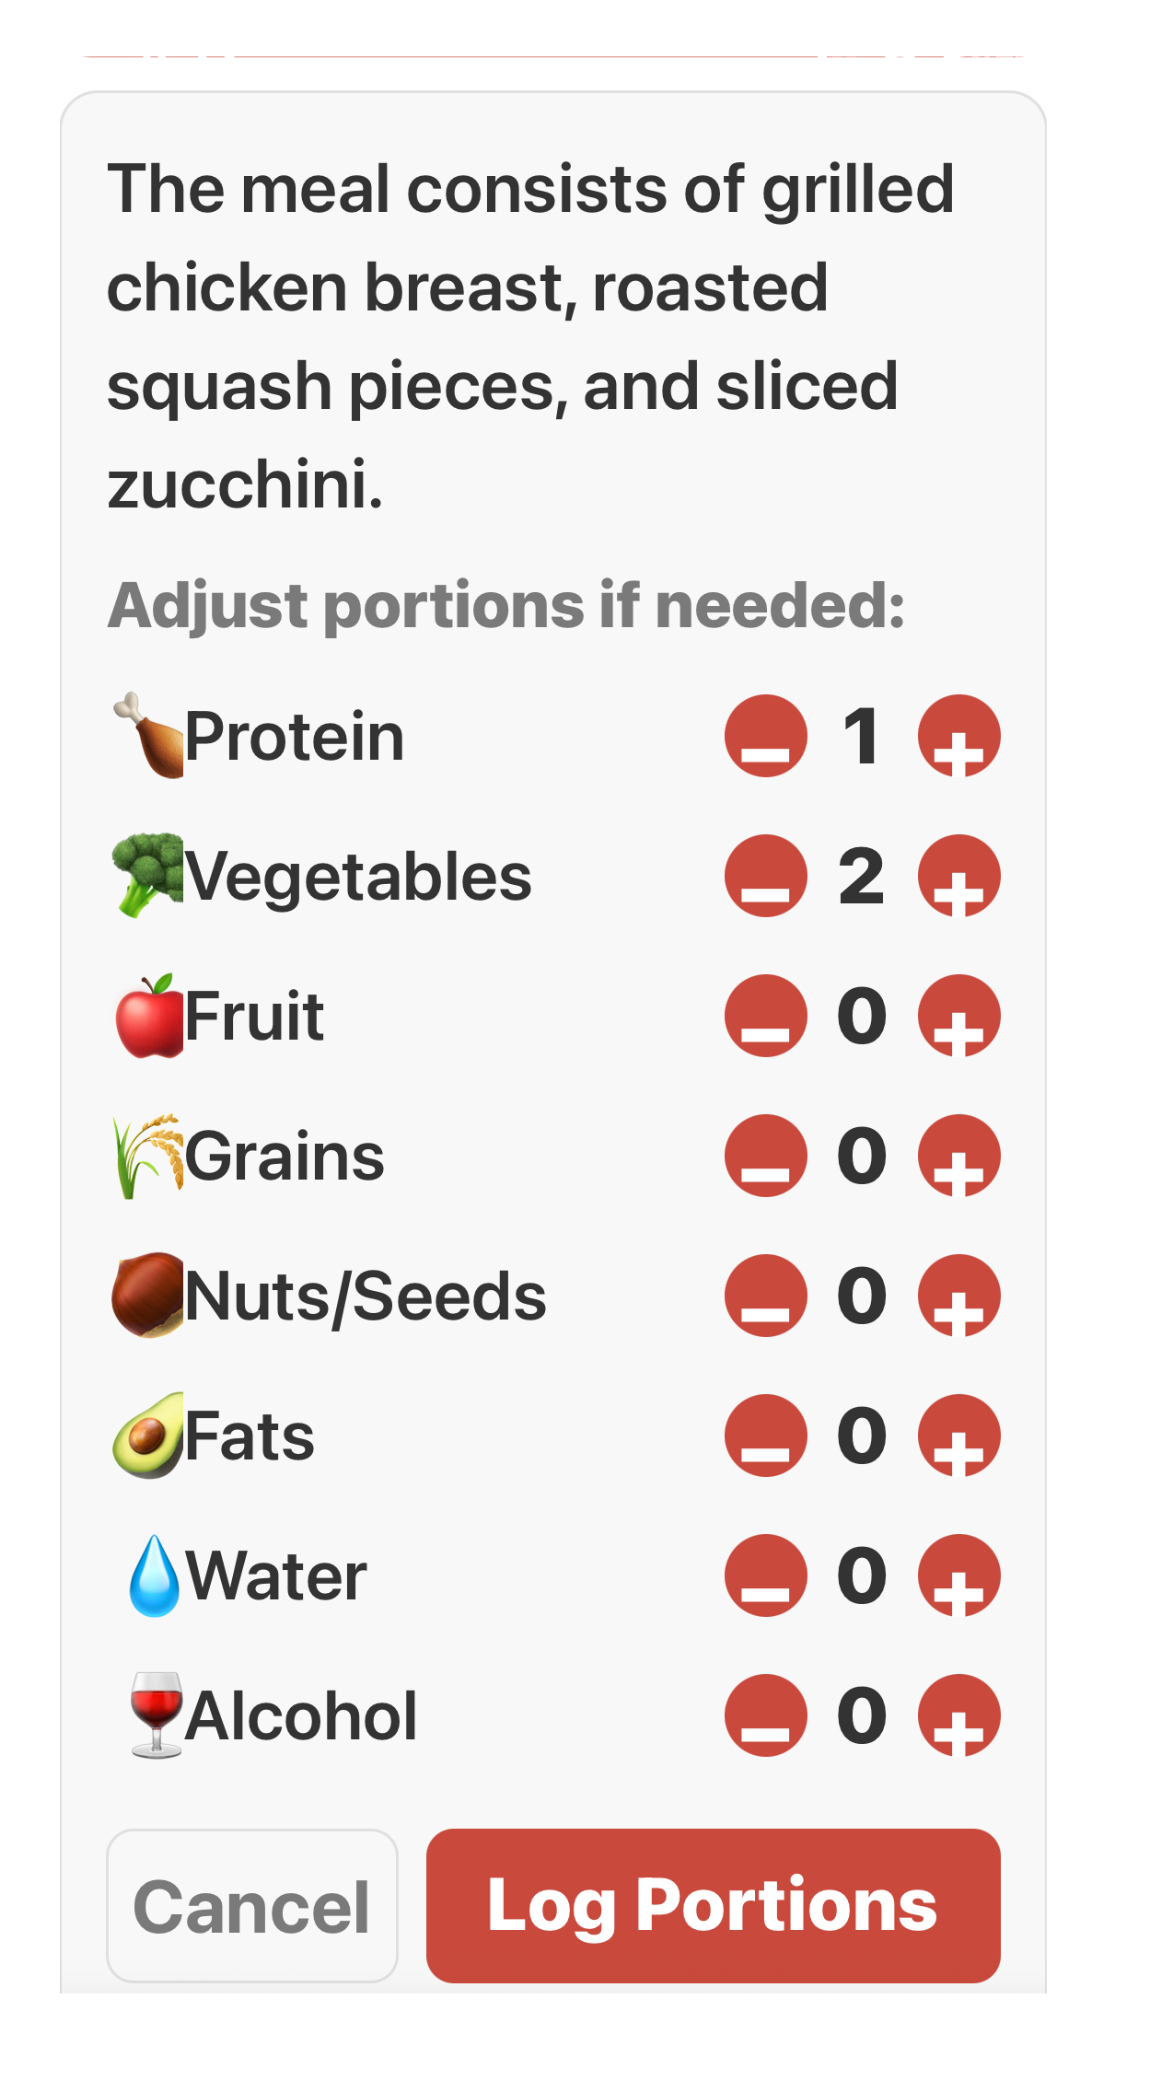 The meal consists of grilled
chicken breast, roasted
squash pieces, and sliced
zucchini.
Adjust portions if needed:
Protein − 1 +
Vegetables − 2 +
Fruit − 0 +
Grains − 0 +
Nuts/Seeds − 0 +
Fats − 0 +
Water − 0 +
Alcohol − 0 +
Cancel Log Portions